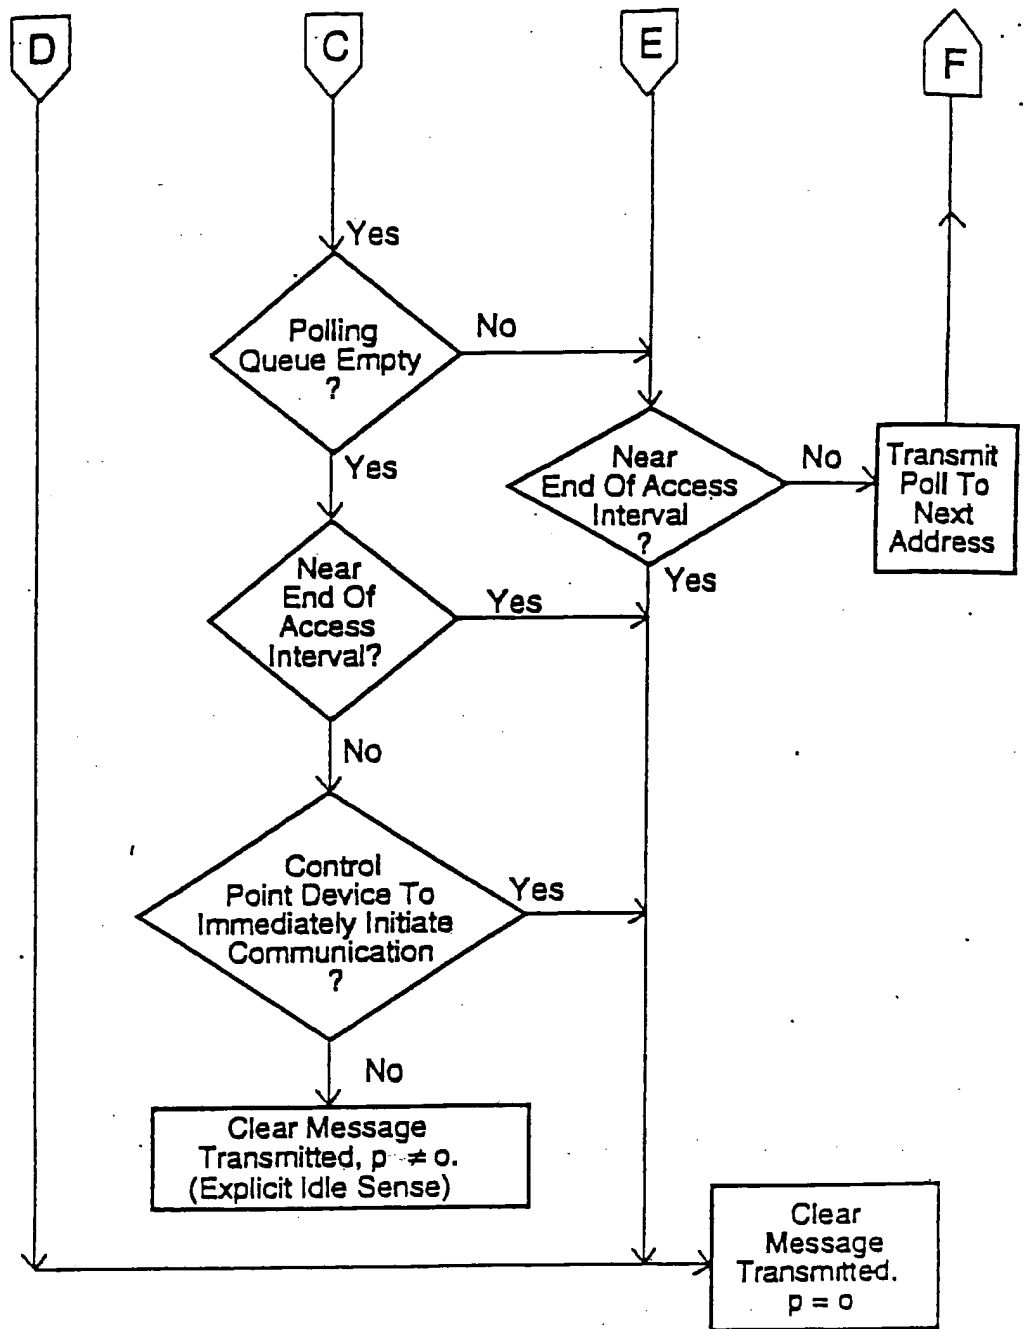 D
C
E
F
Yes
Polling
Queue Empty
?
No
Yes
Near
End Of Access
Interval
?
No
Transmit
Poll To
Next
Address
Yes
Near
End Of
Access
Interval?
Yes
No
Control
Point Device To
Immediately Initiate
Communication
?
Yes
No
Clear Message
Transmitted, p ≠ o.
(Explicit Idle Sense)
Clear
Message
Transmitted.
p = o